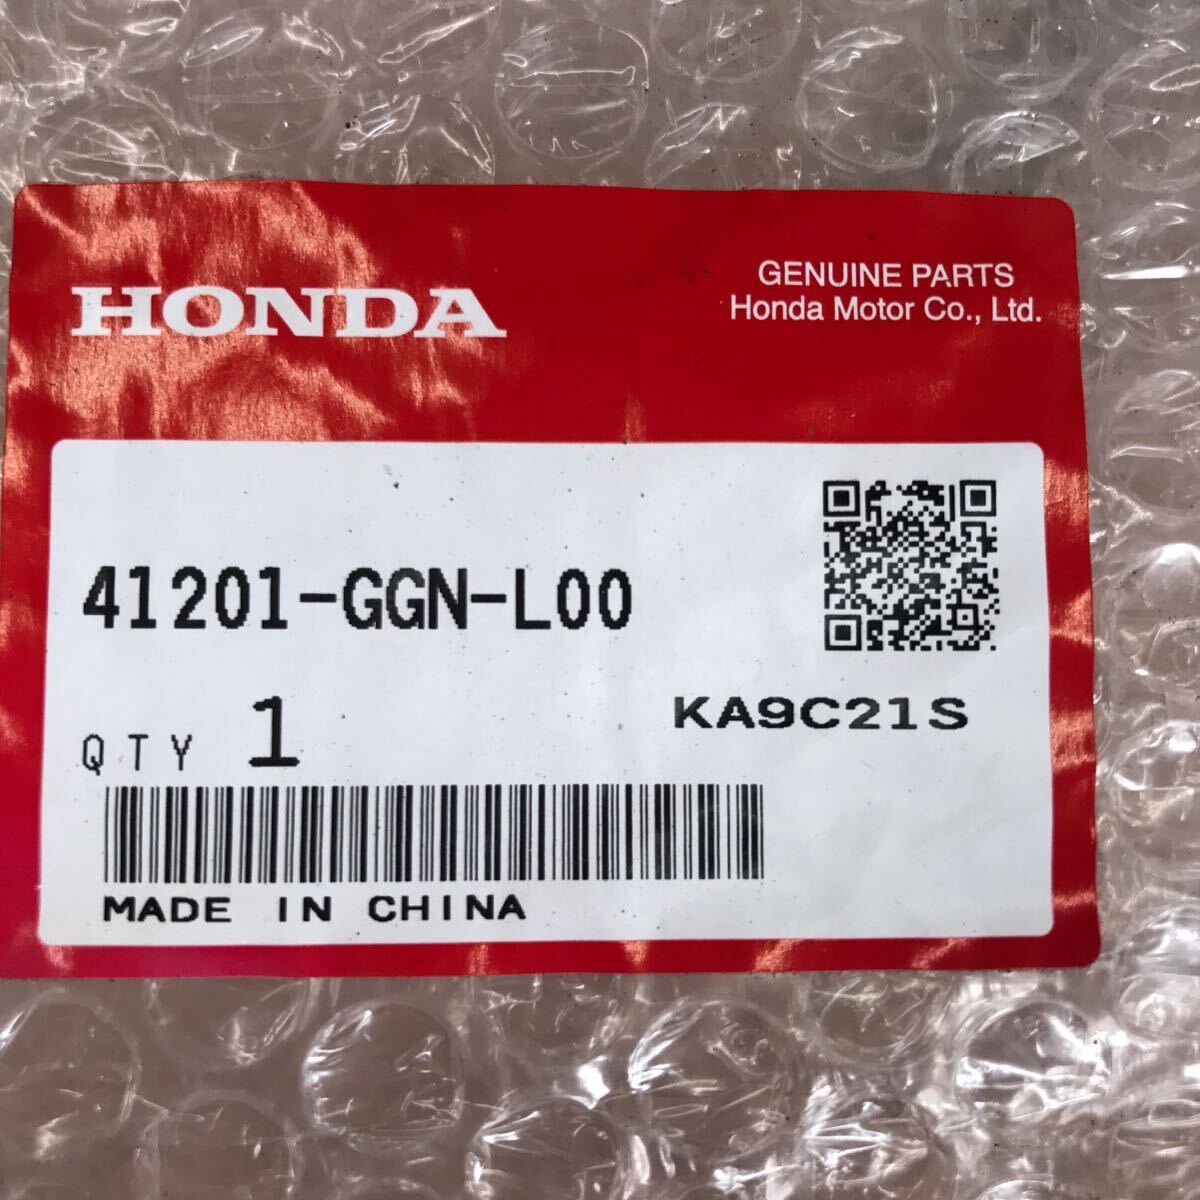 HONDA
GENUINE PARTS
Honda Motor Co., Ltd.
41201-GGN-L00
QTY 1
KA9C21S
MADE IN CHINA